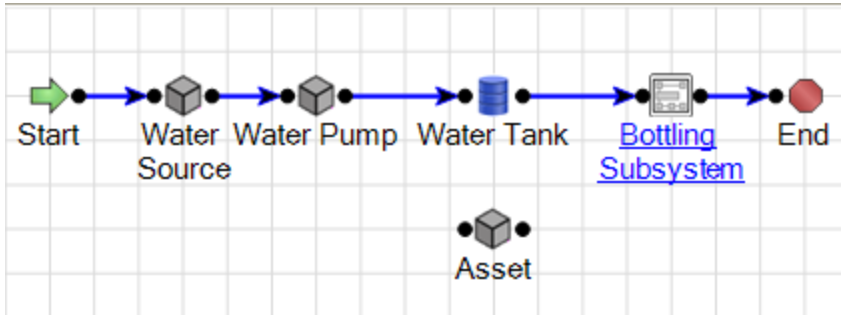 Start
Water Source
Water Pump
Water Tank
Bottling Subsystem
End
Asset